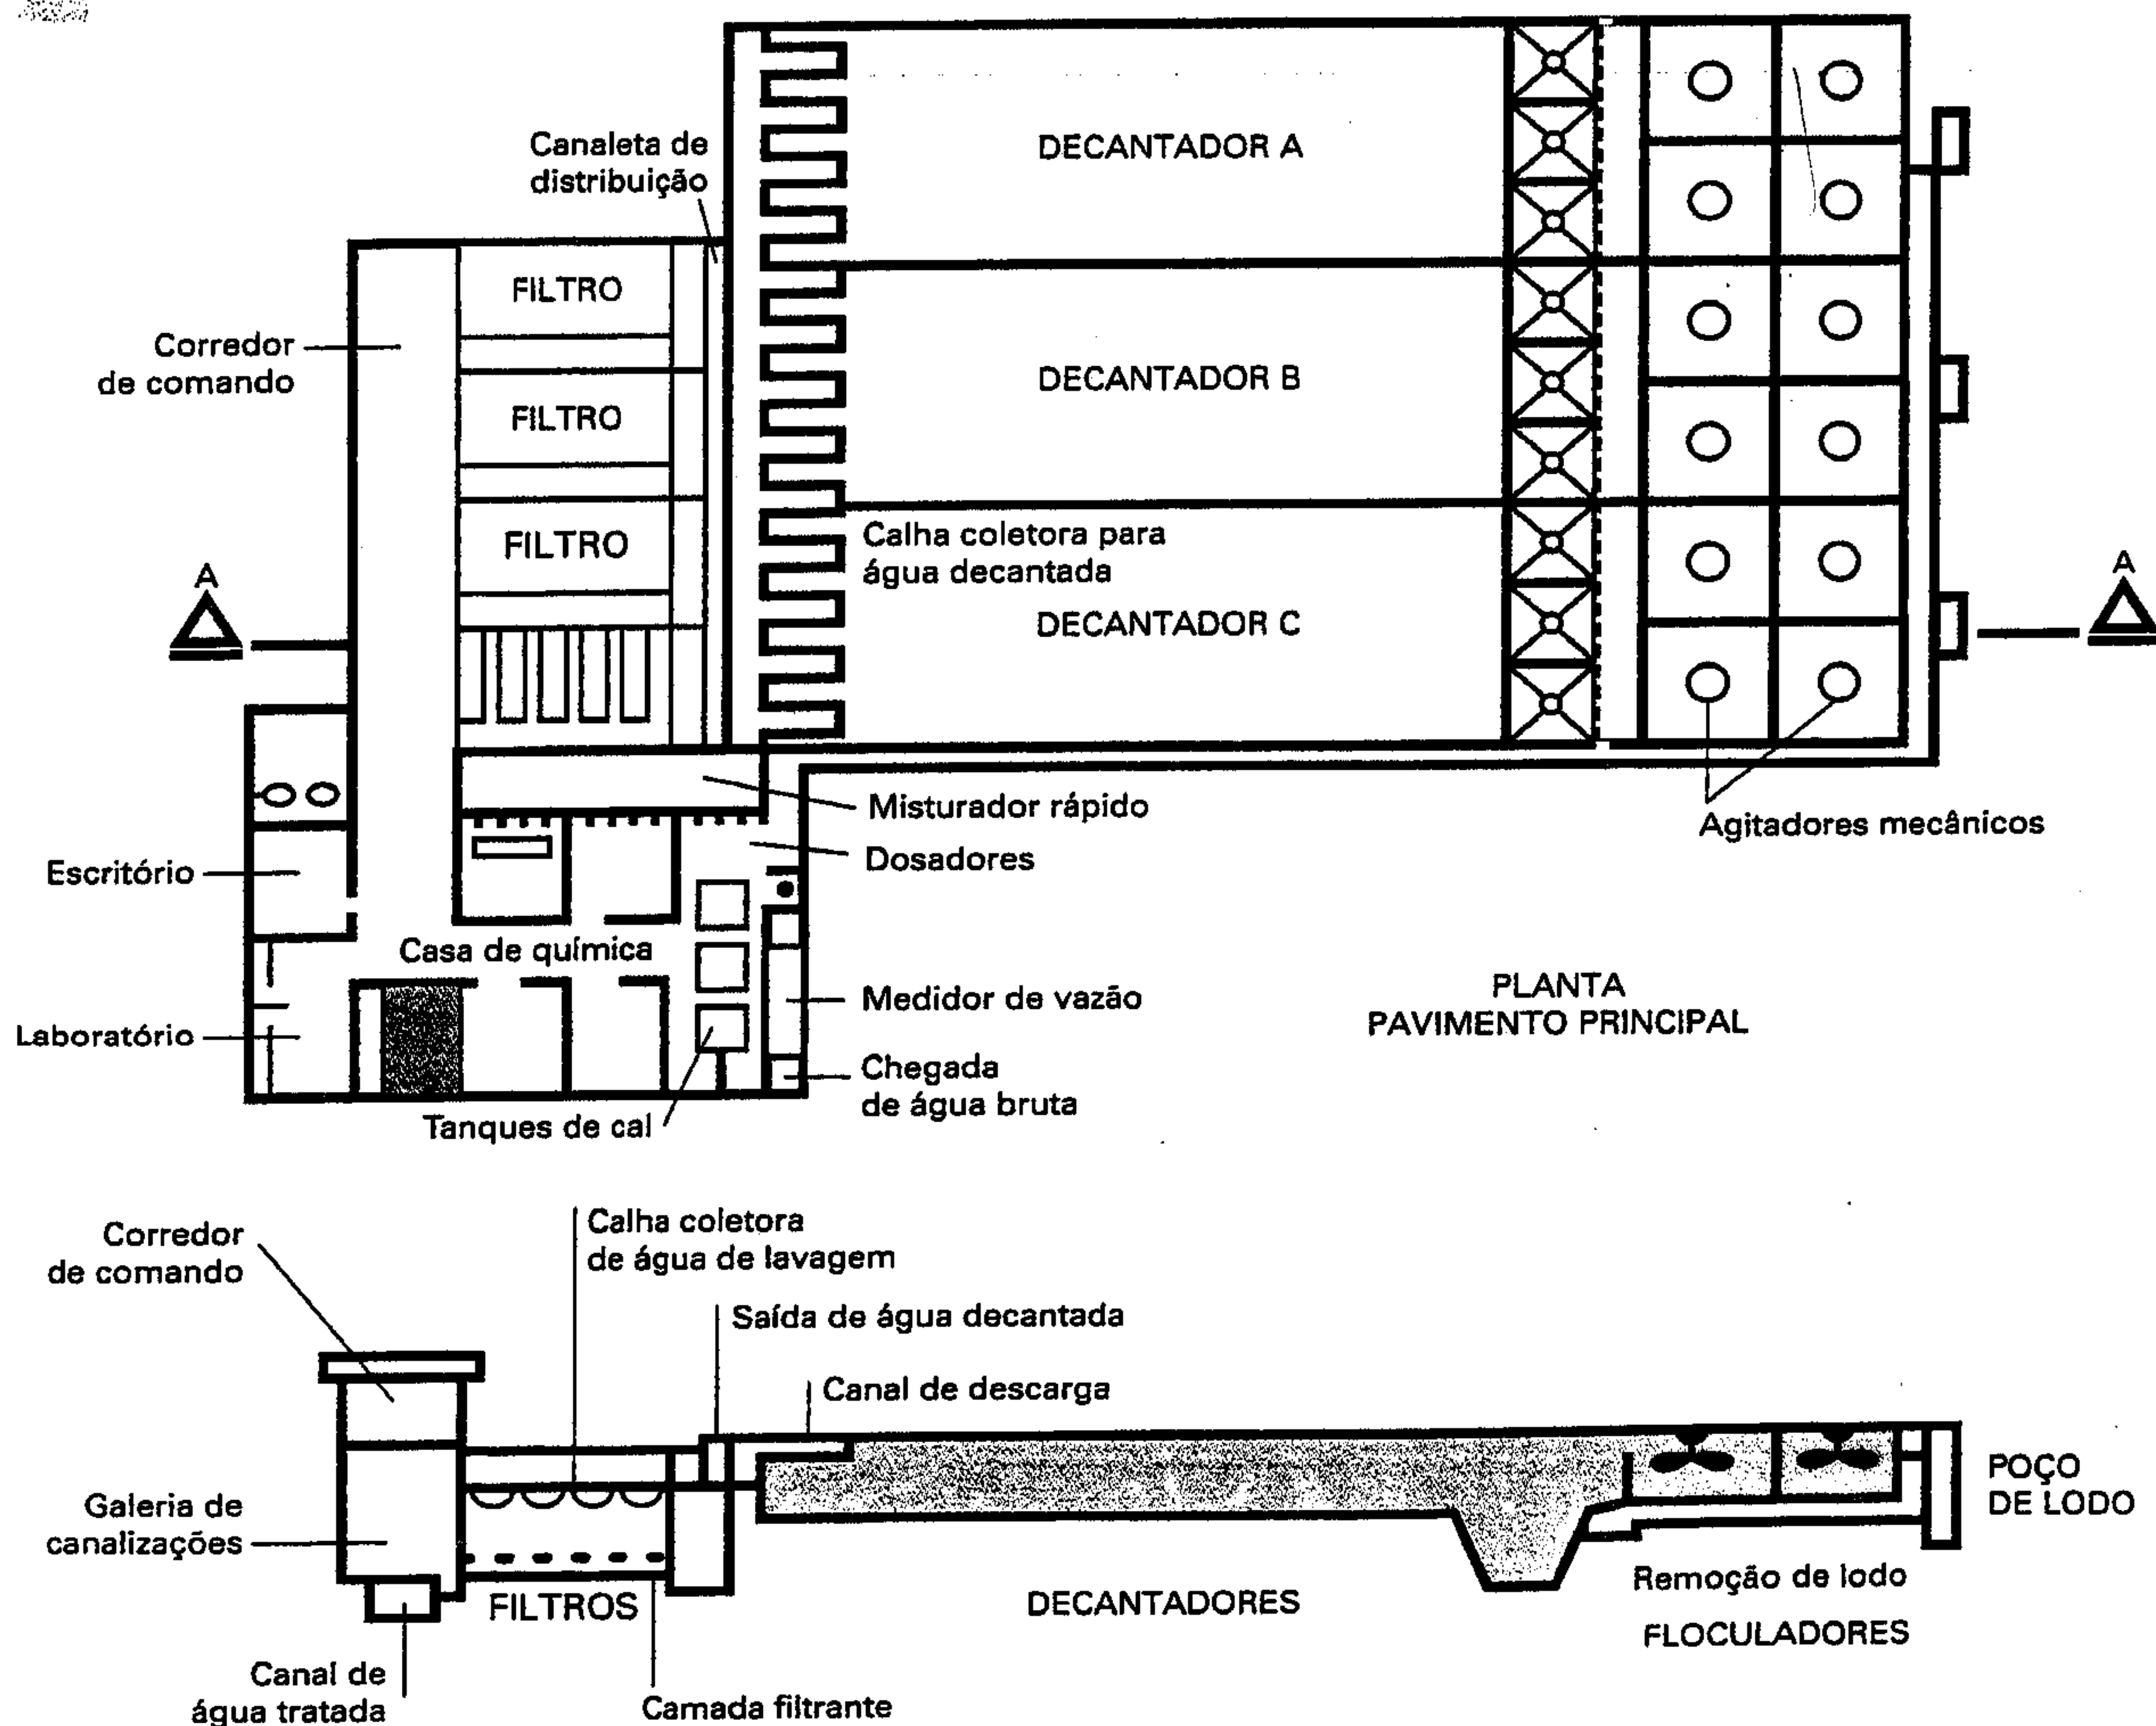 Canaleta de
distribuição
DECANTADOR A
FILTRO
Corredor
de comando
DECANTADOR B
FILTRO
FILTRO
Calha coletora para
água decantada
A
A
DECANTADOR C
Misturador rápido
Agitadores mecânicos
Dosadores
Escritório
Casa de química
Medidor de vazão
PLANTA
PAVIMENTO PRINCIPAL
Laboratório
Chegada
de água bruta
Tanques de cal
Corredor
de comando
Calha coletora
de água de lavagem
Saída de água decantada
Canal de descarga
POÇO
DE LODO
Galeria de
canalizações
FILTROS
DECANTADORES
Remoção de lodo
FLOCULADORES
Canal de
água tratada
Camada filtrante